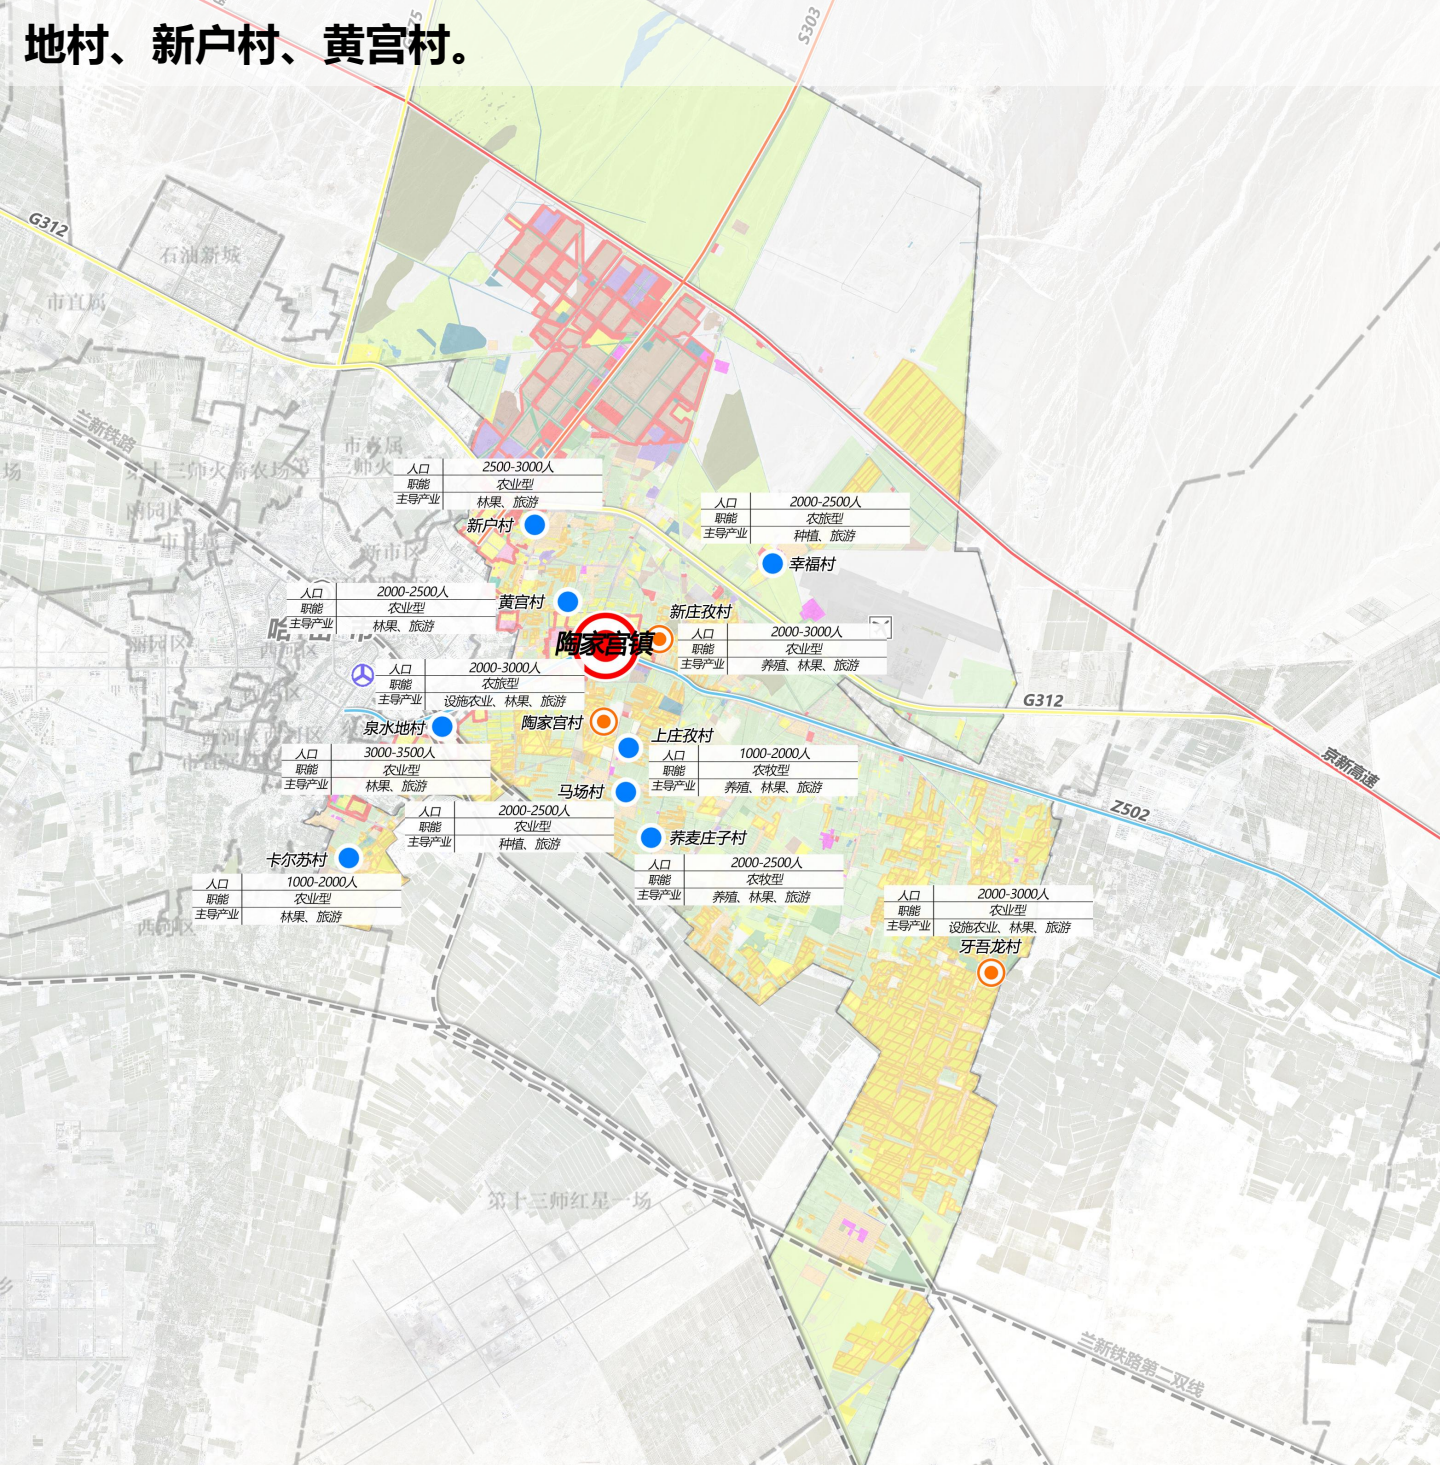 地村、新户村、黄宫村。
S303
G312
石油新城
市直属
兰新铁路
市直属
第十三师火箭农场
场
人口 2500-3000人
职能 农业型
主导产业 林果、旅游
新户村
人口 2000-2500人
职能 农旅型
主导产业 种植、旅游
幸福村
新市区
人口 2000-2500人
职能 农业型
主导产业 林果、旅游
黄宫村
新庄孜村
陶家宫镇
人口 2000-3000人
职能 农业型
主导产业 养殖、林果、旅游
丽园区
西河区
人口 2000-3000人
职能 农旅型
主导产业 设施农业、林果、旅游
G312
泉水地村
陶家宫村
上庄孜村
人口 3000-3500人
职能 农业型
主导产业 林果、旅游
人口 1000-2000人
职能 农牧型
主导产业 养殖、林果、旅游
京新高速
马场村
Z502
人口 2000-2500人
职能 农业型
主导产业 种植、旅游
荞麦庄子村
卡尔苏村
人口 1000-2000人
职能 农业型
主导产业 林果、旅游
人口 2000-2500人
职能 农牧型
主导产业 养殖、林果、旅游
人口 2000-3000人
职能 农业型
主导产业 设施农业、林果、旅游
西河区
牙吾龙村
第十三师红星一场
乡
兰新铁路第二双线